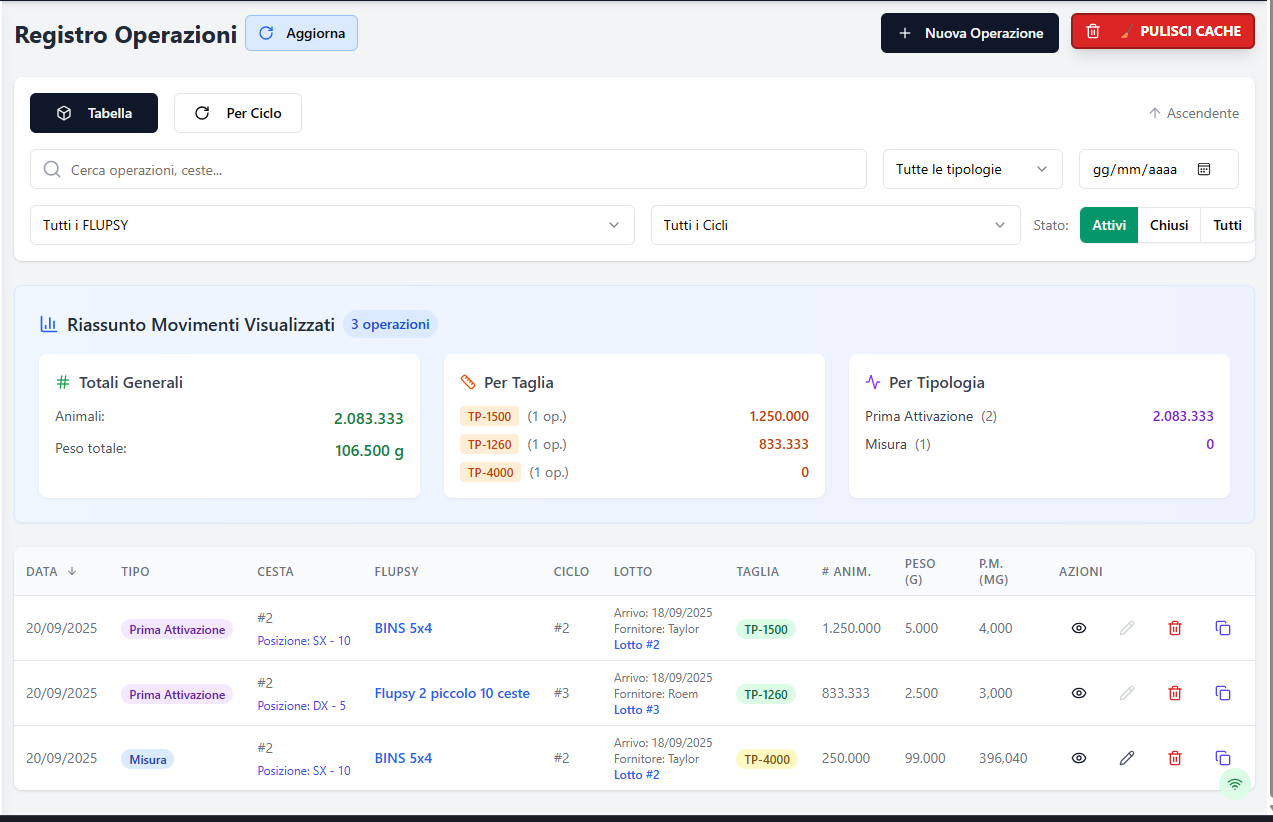 Registro Operazioni
Aggiorna
Nuova Operazione
PULISCI CACHE
Tabella
Per Ciclo
Ascendente
Cerca operazioni, ceste...
Tutte le tipologie
gg/mm/aaaa
Tutti i FLUPSY
Tutti i Cicli
Stato:
Attivi
Chiusi
Tutti
Riassunto Movimenti Visualizzati
3 operazioni
Totali Generali
Animali: 2.083.333
Peso totale: 106.500 g
Per Taglia
TP-1500 (1 op.) 1.250.000
TP-1260 (1 op.) 833.333
TP-4000 (1 op.) 0
Per Tipologia
Prima Attivazione (2) 2.083.333
Misura (1) 0
DATA TIPO CESTA FLUPSY CICLO LOTTO TAGLIA # ANIM. PESO (G) P.M. (MG) AZIONI
20/09/2025
Prima Attivazione
#2
Posizione: SX - 10
BINS 5x4
#2
Arrivo: 18/09/2025
Fornitore: Taylor
Lotto #2
TP-1500
1.250.000
5.000
4,000
20/09/2025
Prima Attivazione
#2
Posizione: DX - 5
Flupsy 2 piccolo 10 ceste
#3
Arrivo: 18/09/2025
Fornitore: Roem
Lotto #3
TP-1260
833.333
2.500
3,000
20/09/2025
Misura
#2
Posizione: SX - 10
BINS 5x4
#2
Arrivo: 18/09/2025
Fornitore: Taylor
Lotto #2
TP-4000
250.000
99.000
396,040